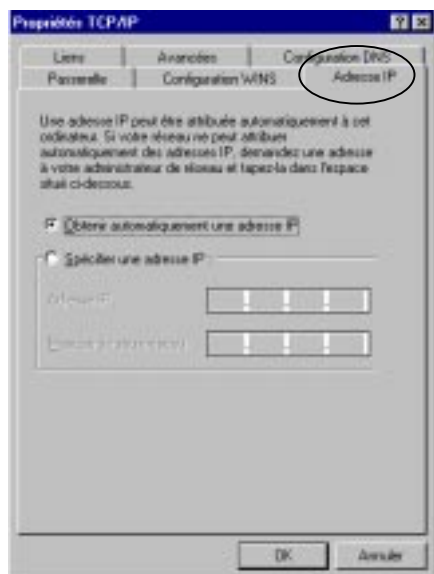 Propriétés TCP/IP
Liens Avancées Configuration DNS
Passerelle Configuration WINS Adresse IP
Une adresse IP peut être attribuée automatiquement à cet
ordinateur. Si votre réseau ne peut attribuer
automatiquement des adresses IP, demandez une adresse
à votre administrateur de réseau et tapez-la dans l'espace
situé ci-dessous.
Obtenir automatiquement une adresse IP
Spécifier une adresse IP :
Adresse IP
OK Annuler